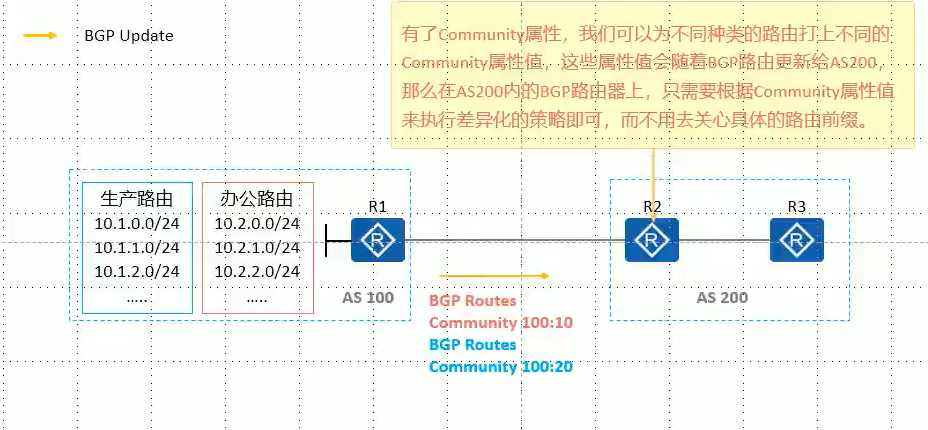 BGP Update
有了Community属性，我们可以为不同种类的路由打上不同的
Community属性值，这些属性值会随着BGP路由更新给AS200，
那么在AS200内的BGP路由器上，只需要根据Community属性值
来执行差异化的策略即可，而不用去关心具体的路由前缀。
生产路由
10.1.0.0/24
10.1.1.0/24
10.1.2.0/24
.....
办公路由
10.2.0.0/24
10.2.1.0/24
10.2.2.0/24
.....
R1
R
AS 100
BGP Routes
Community 100:10
BGP Routes
Community 100:20
R2
R
R3
R
AS 200